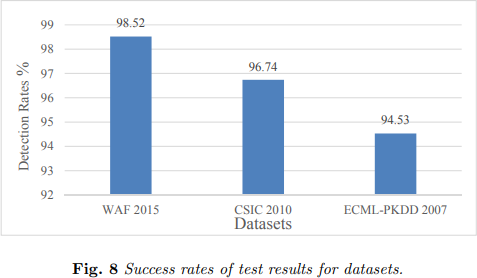 99
98
97
96
95
94
93
92
Detection Rates %
98.52
96.74
94.53
WAF 2015
CSIC 2010
ECML-PKDD 2007
Datasets
Fig. 8 Success rates of test results for datasets.